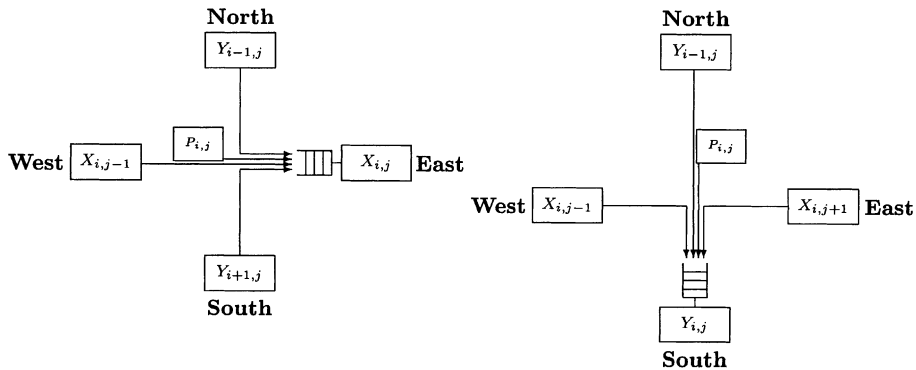 North
Y_{i-1,j}
P_{i,j}
West X_{i,j-1} X_{i,j} East
Y_{i+1,j}
South
North
Y_{i-1,j}
P_{i,j}
West X_{i,j-1} X_{i,j+1} East
Y_{i,j}
South